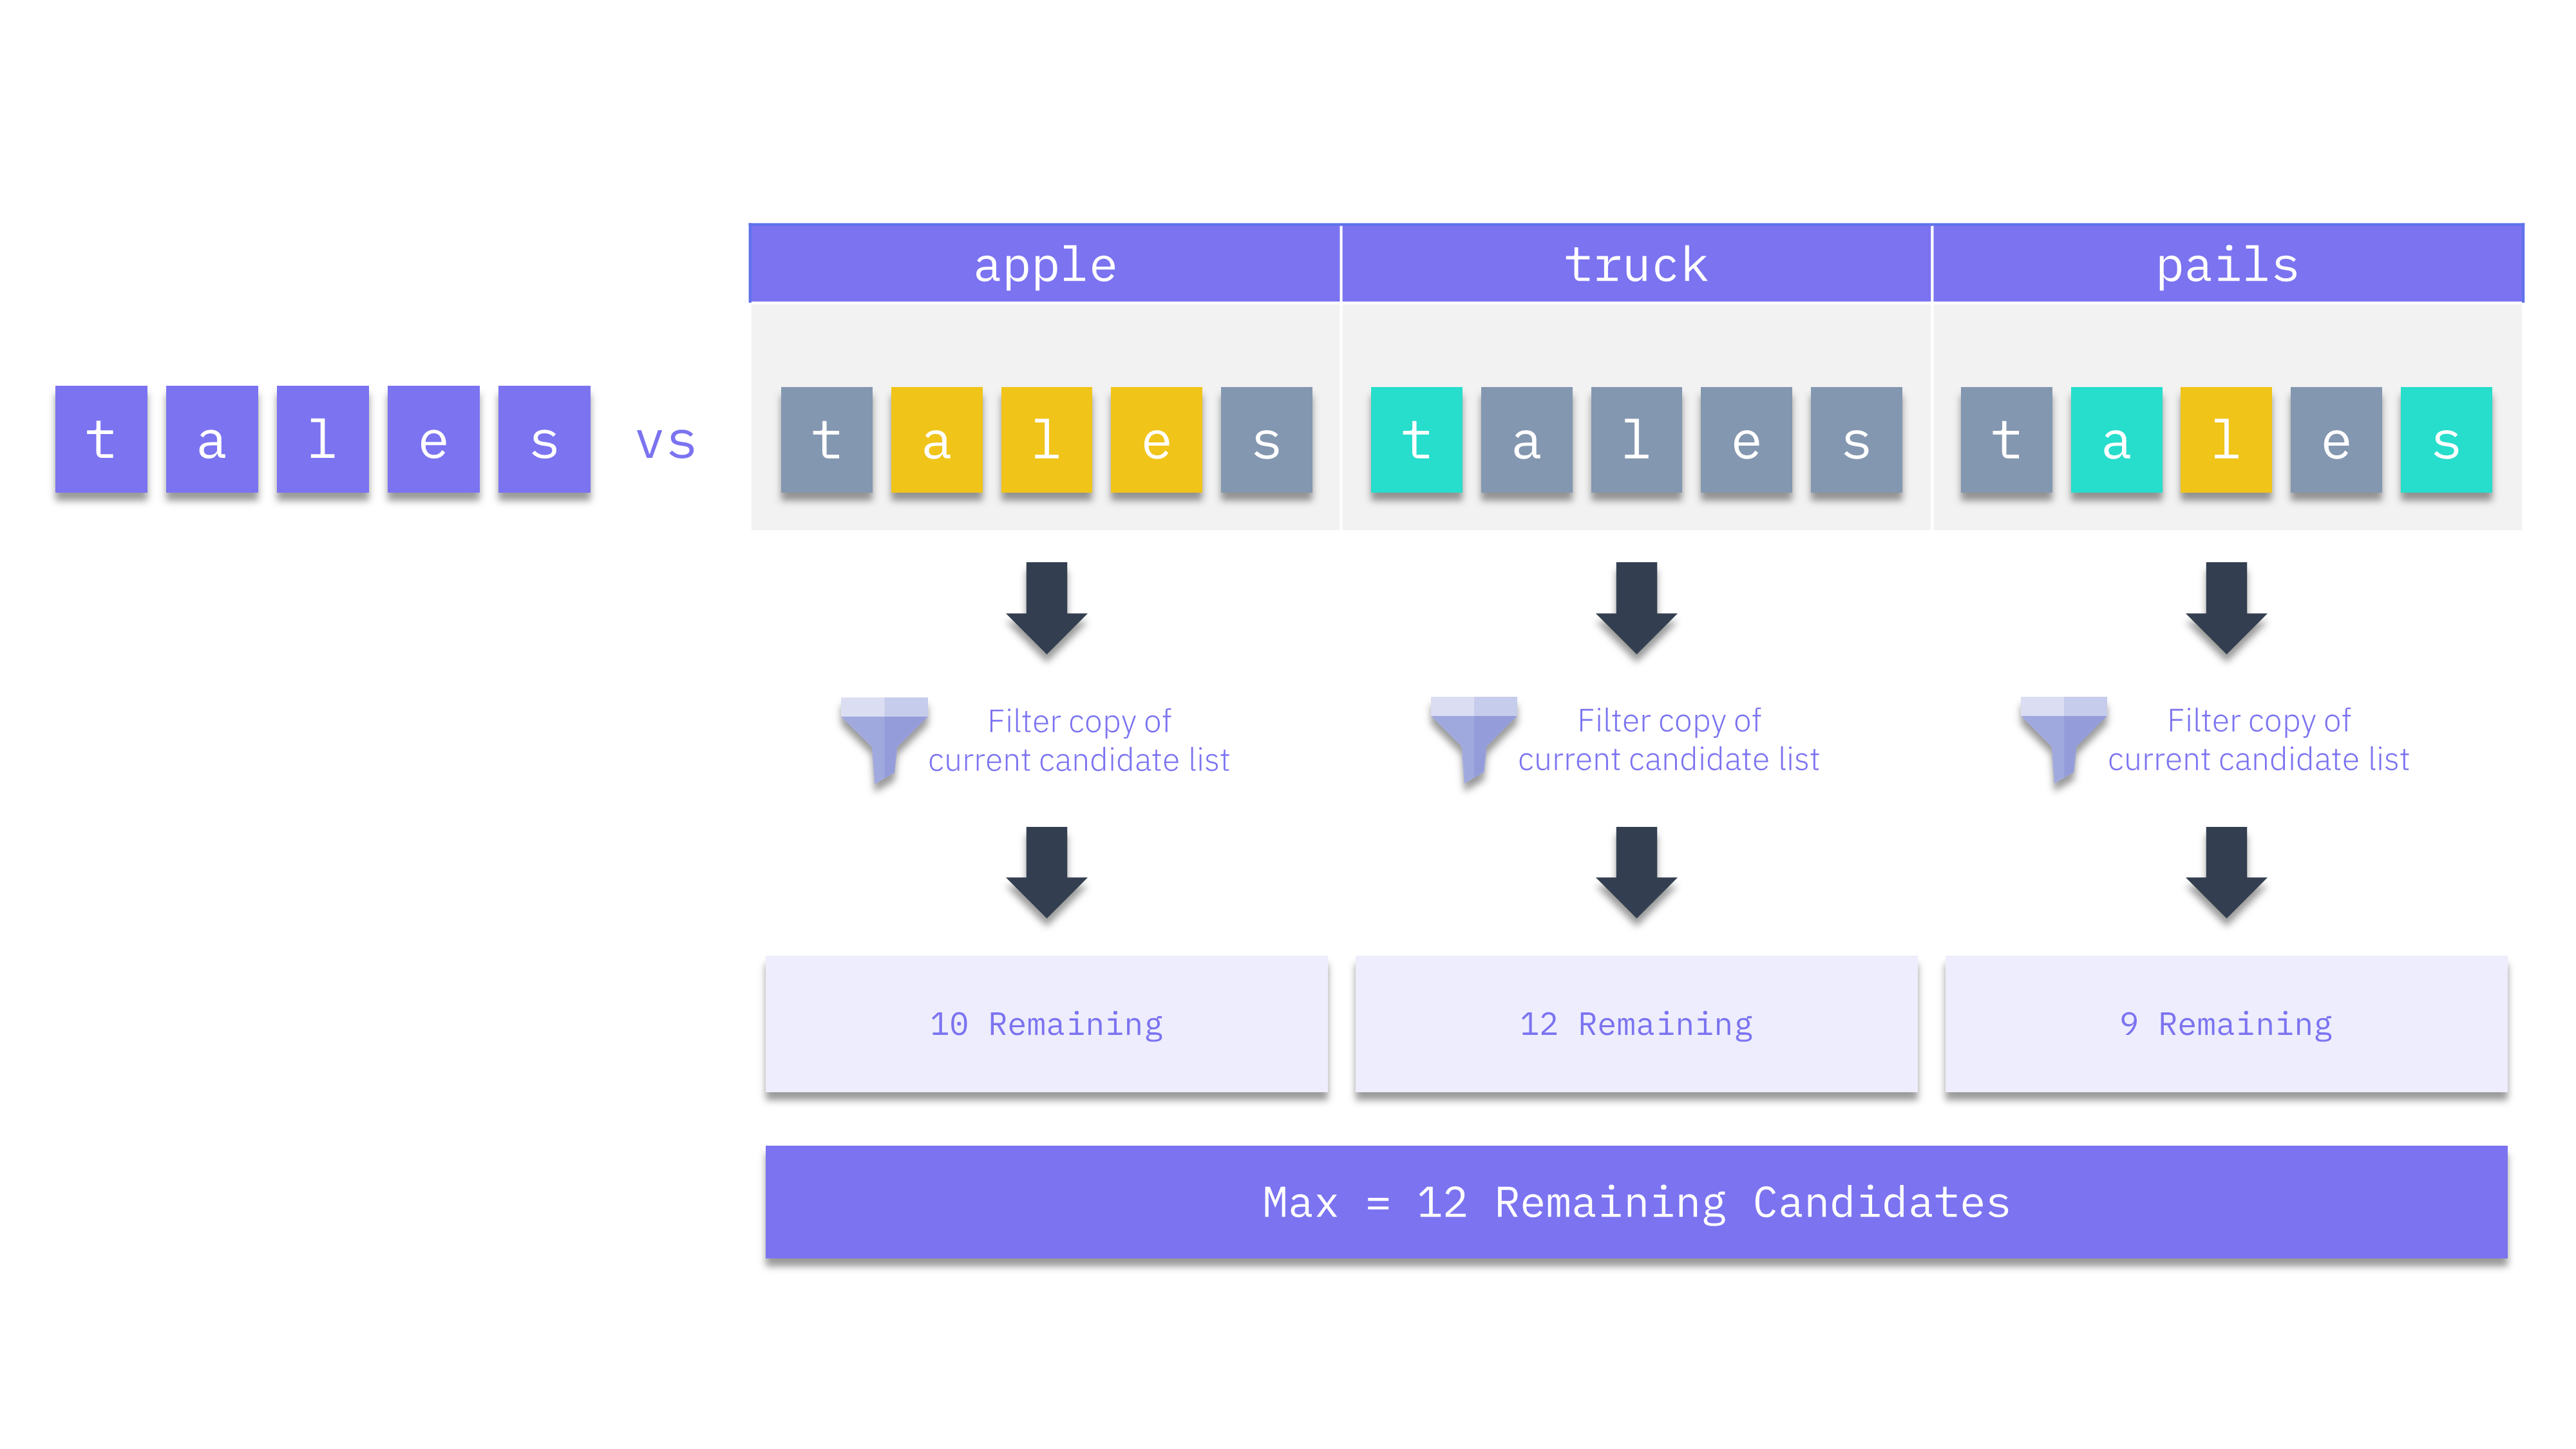 apple truck pails
t a l e s vs t a l e s t a l e s t a l e s
Filter copy of
current candidate list
Filter copy of
current candidate list
Filter copy of
current candidate list
10 Remaining 12 Remaining 9 Remaining
Max = 12 Remaining Candidates